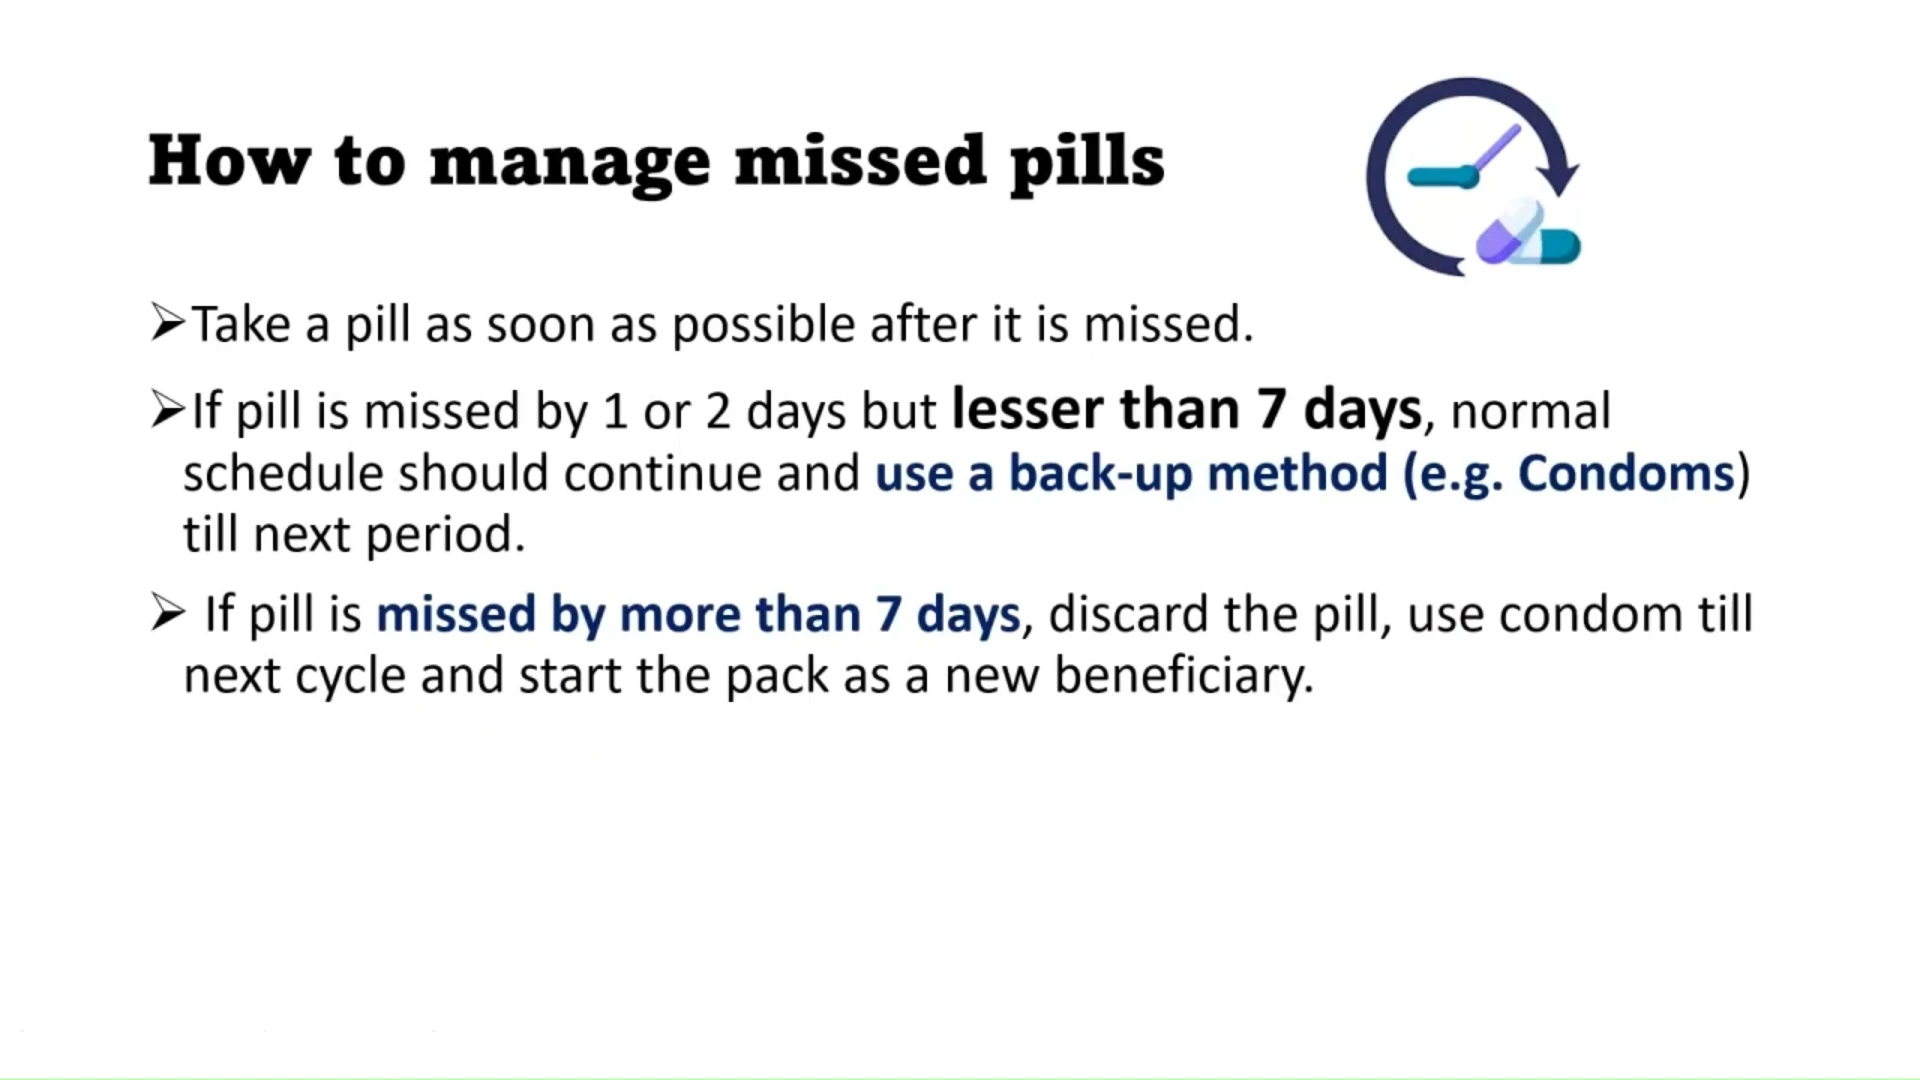 How to manage missed pills
➢Take a pill as soon as possible after it is missed.
➢If pill is missed by 1 or 2 days but lesser than 7 days, normal
schedule should continue and use a back-up method (e.g. Condoms)
till next period.
➢ If pill is missed by more than 7 days, discard the pill, use condom till
next cycle and start the pack as a new beneficiary.